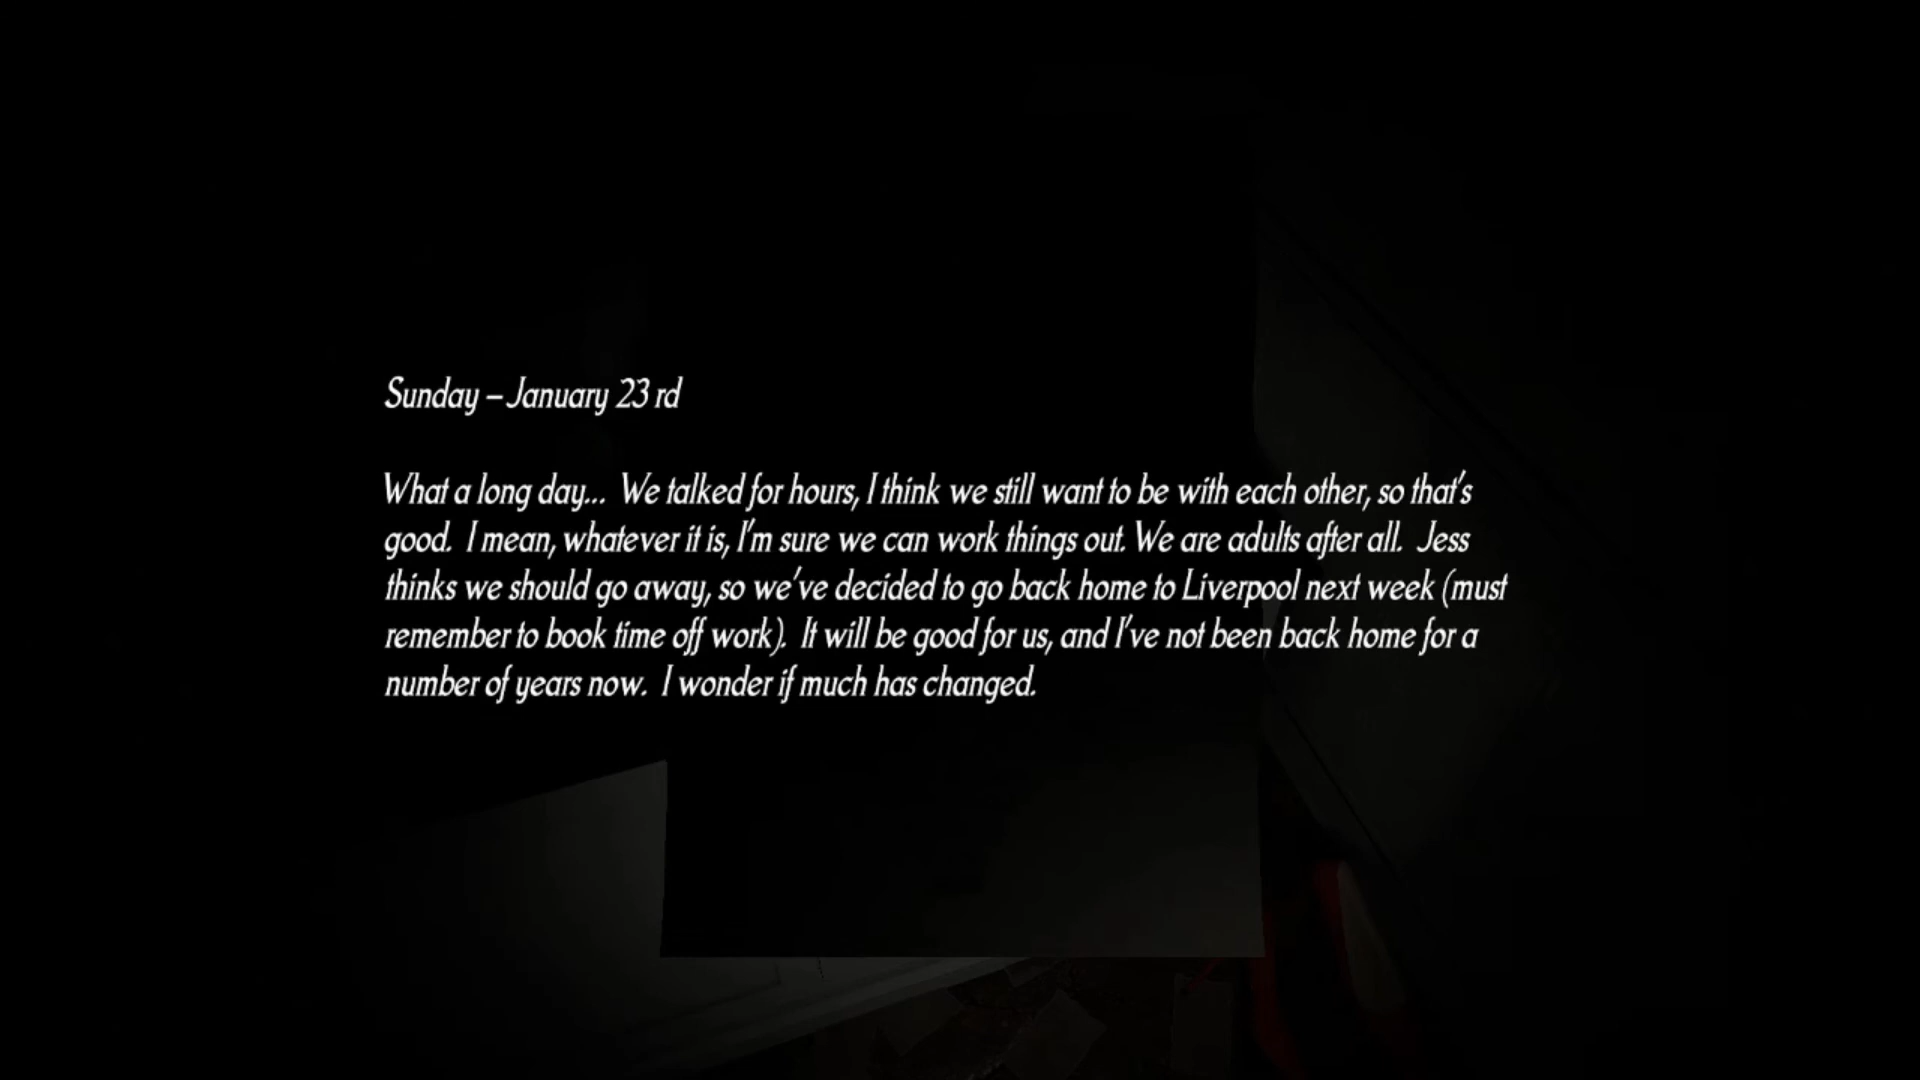 Sunday – January 23 rd
What a long day... We talked for hours, I think we still want to be with each other, so that's
good. I mean, whatever it is, I'm sure we can work things out. We are adults after all. Jess
thinks we should go away, so we've decided to go back home to Liverpool next week (must
remember to book time off work). It will be good for us, and I've not been back home for a
number of years now. I wonder if much has changed.